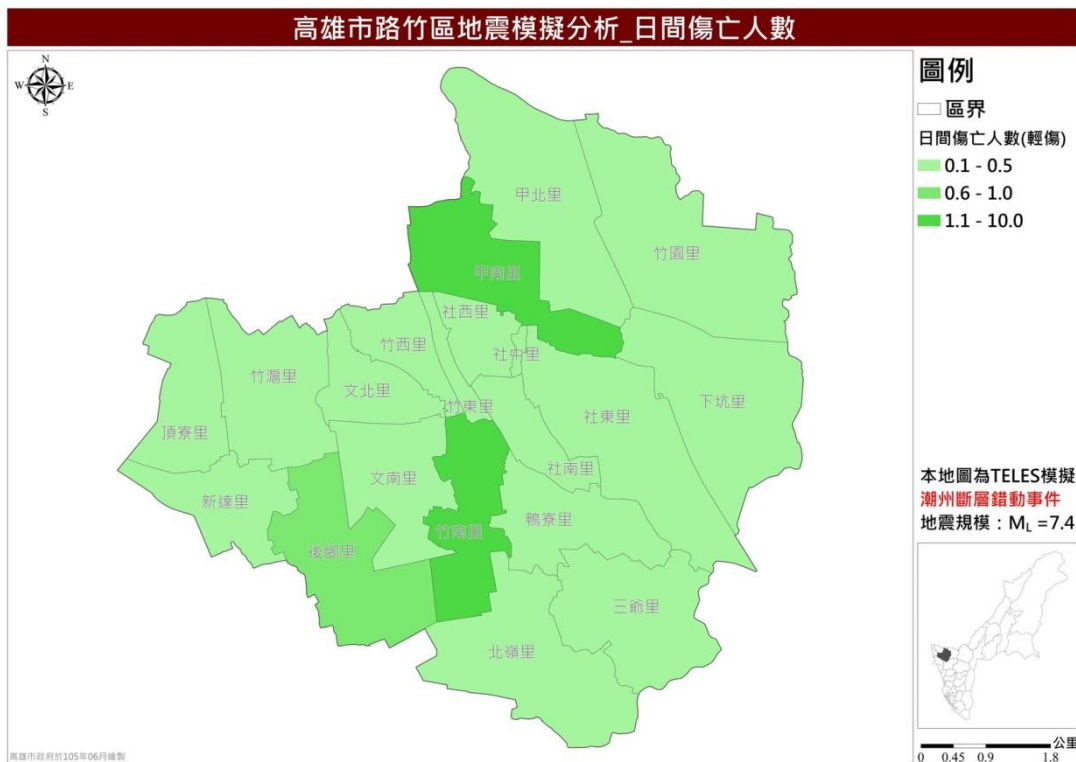 高雄市路竹區地震模擬分析_日間傷亡人數
N
W
E
S
圖例
區界
日間傷亡人數(輕傷)
0.1 - 0.5
0.6 - 1.0
1.1 - 10.0
甲北里
竹園里
甲南里
社西里
竹西里
社中里
竹滬里
文北里
竹東里
社東里
下坑里
頂寮里
社南里
文南里
新達里
鴨寮里
竹南里
後鄉里
三爺里
北嶺里
本地圖為TELES模擬
潮州斷層錯動事件
地震規模：ML =7.4
公里
0 0.45 0.9 1.8
高雄市政府於105年06月繪製